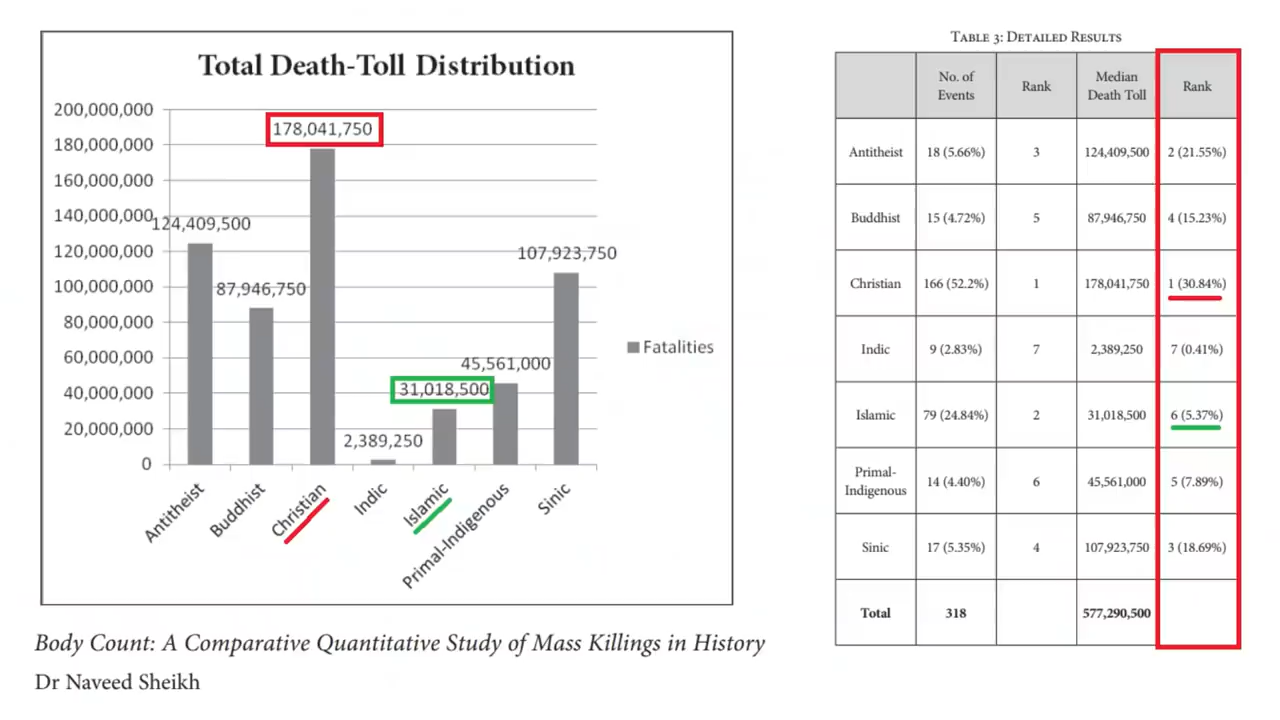 Total Death-Toll Distribution
200,000,000
180,000,000
160,000,000
140,000,000
120,000,000
100,000,000
80,000,000
60,000,000
40,000,000
20,000,000
0
124,409,500
87,946,750
178,041,750
2,389,250
31,018,500
45,561,000
107,923,750
Antitheist
Buddhist
Christian
Indic
Islamic
Primal-Indigenous
Sinic
Fatalities
Body Count: A Comparative Quantitative Study of Mass Killings in History
Dr Naveed Sheikh
Table 3: Detailed Results
No. of Events Rank Median Death Toll Rank
Antitheist 18 (5.66%) 3 124,409,500 2 (21.55%)
Buddhist 15 (4.72%) 5 87,946,750 4 (15.23%)
Christian 166 (52.2%) 1 178,041,750 1 (30.84%)
Indic 9 (2.83%) 7 2,389,250 7 (0.41%)
Islamic 79 (24.84%) 2 31,018,500 6 (5.37%)
Primal-Indigenous 14 (4.40%) 6 45,561,000 5 (7.89%)
Sinic 17 (5.35%) 4 107,923,750 3 (18.69%)
Total 318 577,290,500